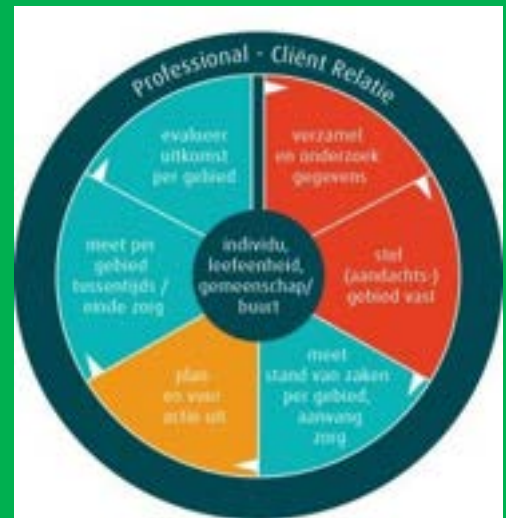 Professional - Cliënt Relatie
verzamel
en onderzoek
gegevens
stel
(aandachts-)
gebied vast
meet
stand van zaken
per gebied,
aanvang
zorg
plan
en voer
actie uit
meet per
gebied
tussentijds /
einde zorg
evalueer
uitkomst
per gebied
individu,
leefeenheid,
gemeenschap/
buurt